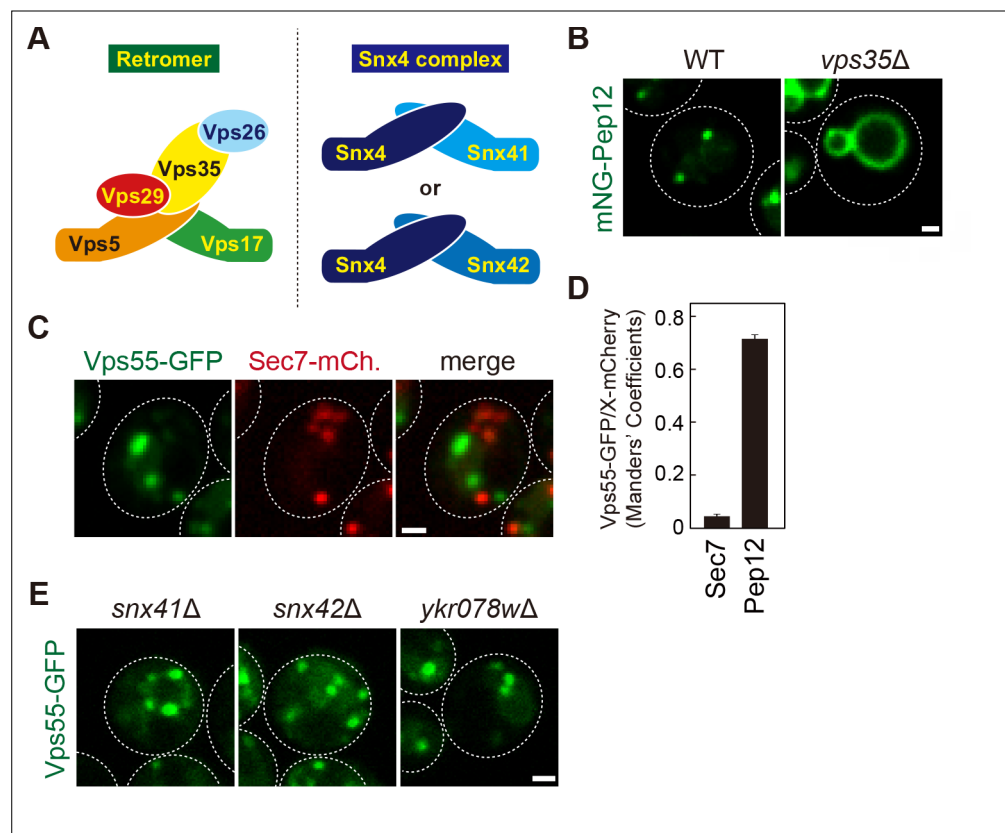 A
Retromer
Vps26
Vps35
Vps29
Vps5
Vps17
Snx4 complex
Snx4
Snx41
or
Snx4
Snx42
B
WT
vps35Δ
mNG-Pep12
C
Vps55-GFP
Sec7-mCh.
merge
D
Vps55-GFP/X-mCherry
(Manders' Coefficients)
0.8
0.6
0.4
0.2
0
Sec7
Pep12
E
snx41Δ
snx42Δ
ykr078wΔ
Vps55-GFP